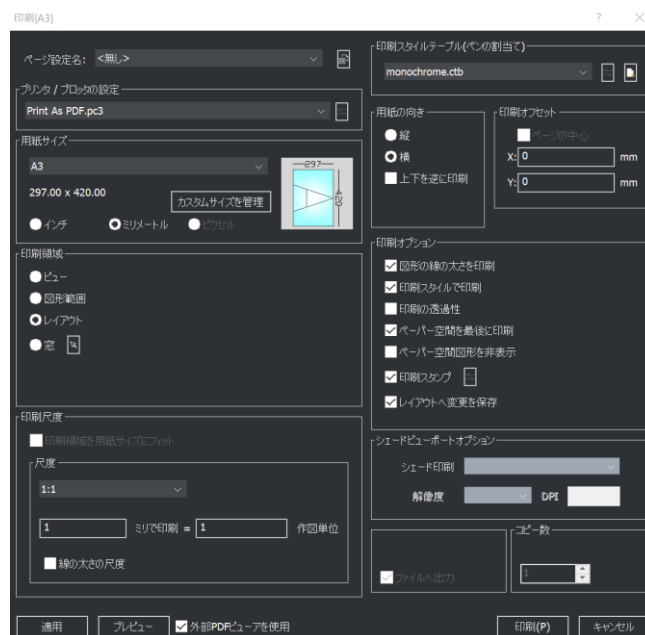 印刷[A3]
ページ設定名: <無し>
プリンタ / プロッタの設定
Print As PDF.pc3
用紙サイズ
A3
297.00 x 420.00
カスタムサイズを管理
297
420
インチ
ミリメートル
ピクセル
印刷領域
ビュー
図形範囲
レイアウト
窓
印刷尺度
印刷領域を用紙サイズにフィット
尺度
1:1
1 ミリで印刷 = 1 作図単位
線の太さの尺度
適用
プレビュー
外部PDFビューアを使用
印刷スタイルテーブル(ペンの割当て)
monochrome.ctb
用紙の向き
縦
横
上下を逆に印刷
印刷オフセット
ページの中心
X: 0 mm
Y: 0 mm
印刷オプション
図形の線の太さを印刷
印刷スタイルで印刷
印刷の透過性
ペーパー空間を最後に印刷
ペーパー空間図形を非表示
印刷スタンプ
レイアウトへ変更を保存
シェードビューポートオプション
シェード印刷
解像度
DPI
ファイルへ出力
コピー数
1
印刷(P)
キャンセル